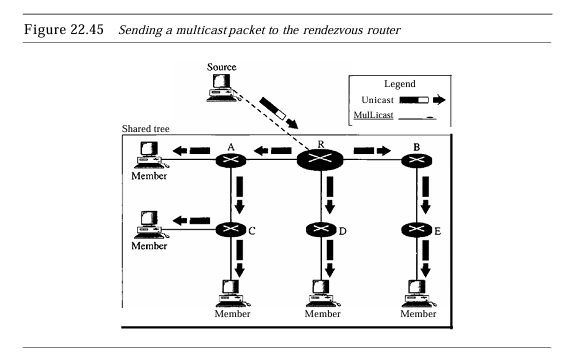 Figure 22.45 Sending a multicast packet to the rendezvous router
Source
Legend
Unicast
MulLicast
Shared tree
A
R
B
Member
C
D
E
Member
Member
Member
Member